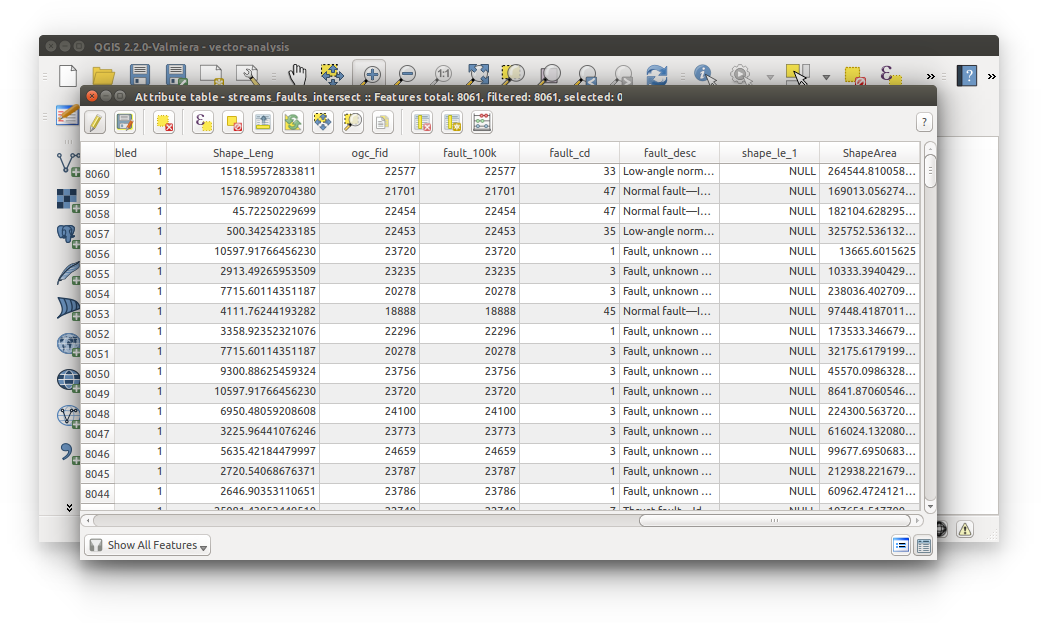 QGIS 2.2.0-Valmiera - vector-analysis
1:1
ε
?
Attribute table - streams_faults_intersect :: Features total: 8061, filtered: 8061, selected: 0
ε
?
bled Shape_Leng ogc_fid fault_100k fault_cd fault_desc shape_le_1 ShapeArea
8060 1 1518.59572833811 22577 22577 33 Low-angle norm… NULL 264544.810058…
8059 1 1576.98920704380 21701 21701 47 Normal fault—I… NULL 169013.056274…
8058 1 45.72250229699 22454 22454 47 Normal fault—I… NULL 182104.628295…
8057 1 500.34254233185 22453 22453 35 Low-angle norm… NULL 325752.536132…
8056 1 10597.91766456230 23720 23720 1 Fault, unknown … NULL 13665.6015625
8055 1 2913.49265953509 23235 23235 3 Fault, unknown … NULL 10333.3940429…
8054 1 7715.60114351187 20278 20278 3 Fault, unknown … NULL 238036.402709…
8053 1 4111.76244193282 18888 18888 45 Normal fault—I… NULL 97448.4187011…
8052 1 3358.92352321076 22296 22296 1 Fault, unknown … NULL 173533.346679…
8051 1 7715.60114351187 20278 20278 3 Fault, unknown … NULL 32175.6179199…
8050 1 9300.88625459324 23756 23756 3 Fault, unknown … NULL 45570.0986328…
8049 1 10597.91766456230 23720 23720 1 Fault, unknown … NULL 8641.87060546…
8048 1 6950.48059208608 24100 24100 3 Fault, unknown … NULL 224300.563720…
8047 1 3225.96441076246 23773 23773 3 Fault, unknown … NULL 616024.132080…
8046 1 5635.42184479997 24659 24659 3 Fault, unknown … NULL 99677.6950683…
8045 1 2720.54068676371 23787 23787 1 Fault, unknown … NULL 212938.221679…
8044 1 2646.90353110651 23786 23786 1 Fault, unknown … NULL 60962.4724121…
Show All Features